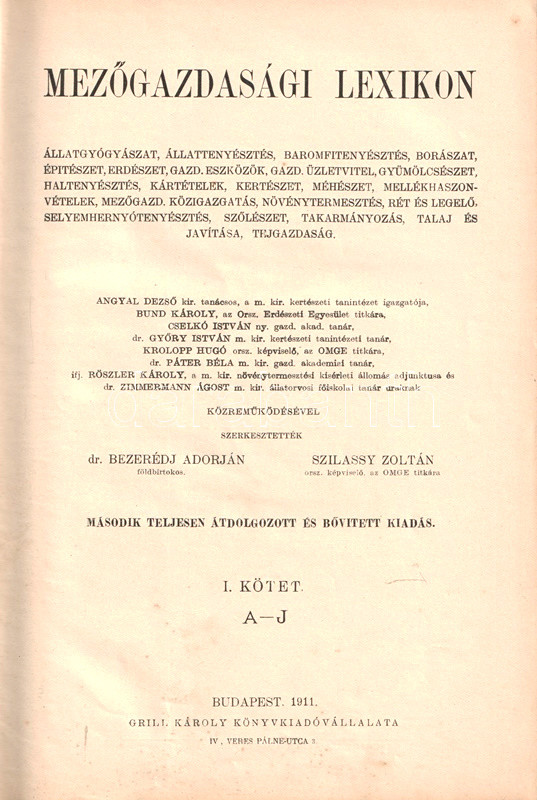 MEZŐGAZDASÁGI LEXIKON
ÁLLATGYÓGYÁSZAT, ÁLLATTENYÉSZTÉS, BAROMFITENYÉSZTÉS, BORÁSZAT,
ÉPITÉSZET, ERDÉSZET, GAZD. ESZKÖZÖK, GAZD. ÜZLETVITEL, GYÜMÖLCSÉSZET,
HALTENYÉSZTÉS, KÁRTÉTELEK, KERTÉSZET, MÉHÉSZET, MELLÉKHASZON-
VÉTELEK, MEZŐGAZD. KÖZIGAZGATÁS, NÖVÉNYTERMESZTÉS, RÉT ÉS LEGELŐ,
SELYEMHERNYÓTENYÉSZTÉS, SZŐLÉSZET, TAKARMÁNYOZÁS, TALAJ ÉS
JAVÍTÁSA, TEJGAZDASÁG.
ANGYAL DEZSŐ kir. tanácsos, a m. kir. kertészeti tanintézet igazgatója,
BUND KÁROLY, az Orsz. Erdészeti Egyesület titkára,
CSELKÓ ISTVÁN ny. gazd. akad. tanár,
dr. GYŐRY ISTVÁN m. kir. kertészeti tanintézeti tanár,
KROLOPP HUGÓ orsz. képviselő, az OMGE titkára,
dr. PÁTER BÉLA m. kir. gazd. akademiai tanár,
ifj. RÖSZLER KÁROLY, a m. kir. növénytermesztési kisérleti állomás adjunktusa és
dr. ZIMMERMANN ÁGOST m. kir. állatorvosi főiskolai tanár uraknak
KÖZREMŰKÖDÉSÉVEL
SZERKESZTETTÉK
dr. BEZERÉDJ ADORJÁN
földbirtokos.
SZILASSY ZOLTÁN
orsz. képviselő, az OMGE titkára
MÁSODIK TELJESEN ÁTDOLGOZOTT ÉS BŐVITETT KIADÁS.
I. KÖTET.
A—J
BUDAPEST. 1911.
GRILL KÁROLY KÖNYVKIADÓVÁLLALATA
IV., VERES PÁLNÉ-UTCA 3.